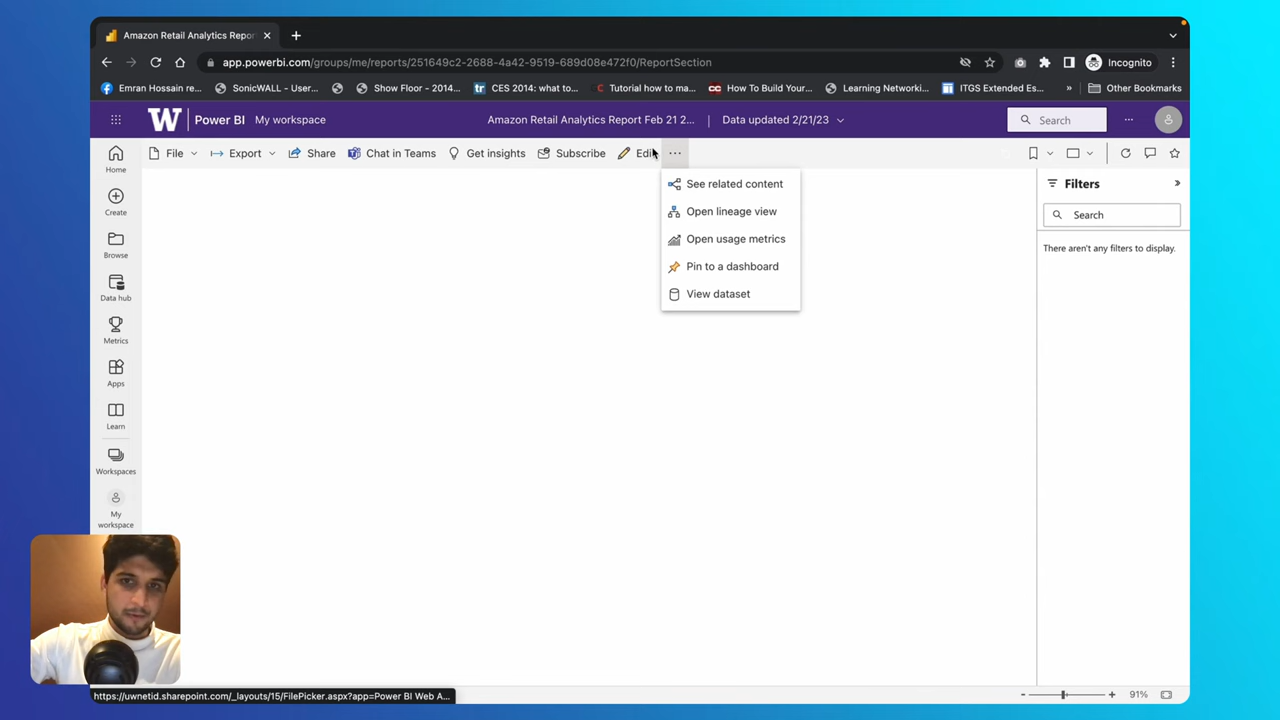 Amazon Retail Analytics Repor
app.powerbi.com/groups/me/reports/251649c2-2688-4a42-9519-689d08e472f0/ReportSection
Incognito
Emran Hossain re...
SonicWALL - User...
Show Floor - 2014...
CES 2014: what to...
Tutorial how to ma...
How To Build Your...
Learning Networki...
ITGS Extended Es...
»
Other Bookmarks
W Power BI My workspace
Amazon Retail Analytics Report Feb 21 2... | Data updated 2/21/23
Search
File Export Share Chat in Teams Get insights Subscribe Edit ...
Home
Create
Browse
Data hub
Metrics
Apps
Learn
Workspaces
My
workspace
See related content
Open lineage view
Open usage metrics
Pin to a dashboard
View dataset
Filters
Search
There aren't any filters to display.
https://uwnetid.sharepoint.com/_layouts/15/FilePicker.aspx?app=Power BI Web A...
- + 91%